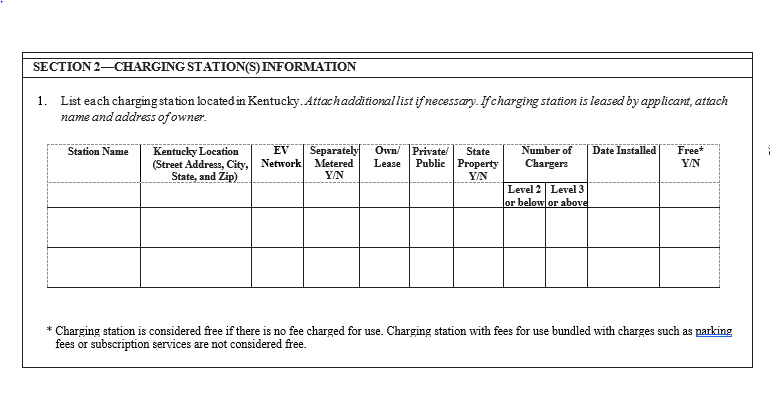 SECTION 2—CHARGING STATION(S) INFORMATION
1. List each charging station located in Kentucky. Attach additional list if necessary. If charging station is leased by applicant, attach
name and address of owner.
Station Name
Kentucky Location
(Street Address, City,
State, and Zip)
EV
Network
Separately
Metered
Y/N
Own/
Lease
Private/
Public
State
Property
Y/N
Number of
Chargers
Date Installed
Free*
Y/N
Level 2
or below
Level 3
or above
* Charging station is considered free if there is no fee charged for use. Charging station with fees for use bundled with charges such as parking
fees or subscription services are not considered free.